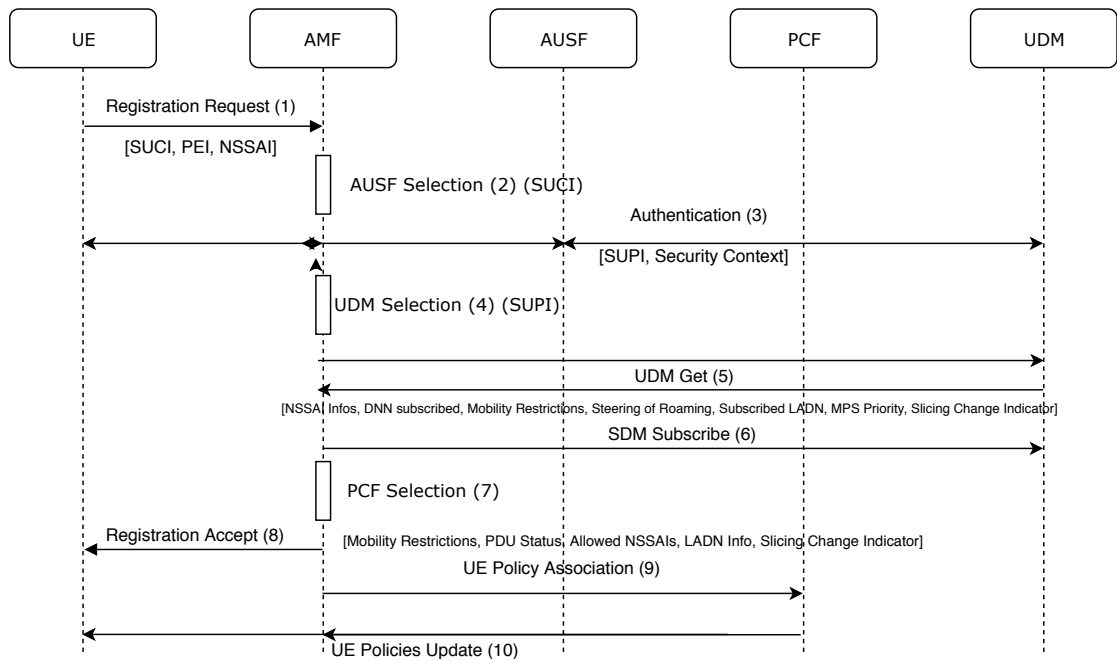 UE
AMF
AUSF
PCF
UDM
Registration Request (1)
[SUCI, PEI, NSSAI]
AUSF Selection (2) (SUCI)
Authentication (3)
[SUPI, Security Context]
UDM Selection (4) (SUPI)
UDM Get (5)
[NSSAI Infos, DNN subscribed, Mobility Restrictions, Steering of Roaming, Subscribed LADN, MPS Priority, Slicing Change Indicator]
SDM Subscribe (6)
PCF Selection (7)
Registration Accept (8)
[Mobility Restrictions, PDU Status, Allowed NSSAIs, LADN Info, Slicing Change Indicator]
UE Policy Association (9)
UE Policies Update (10)